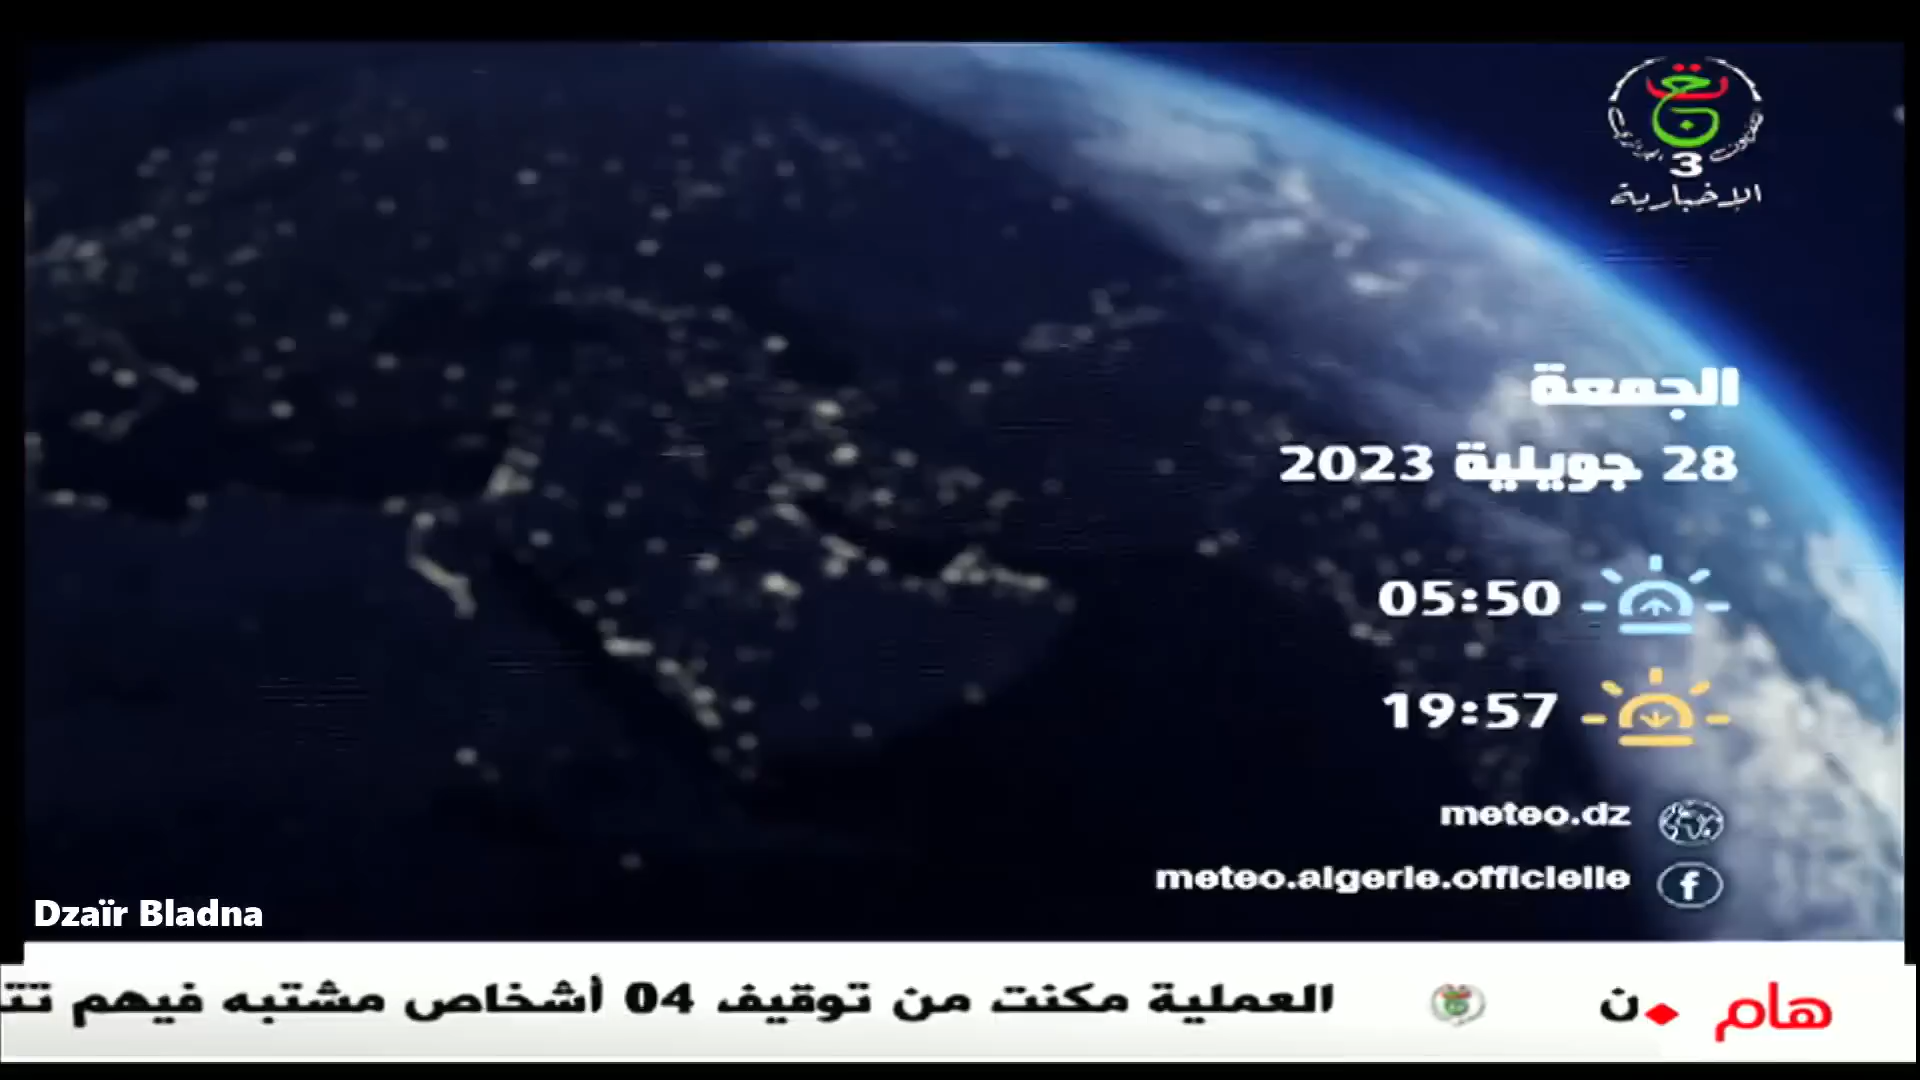 3
الإخبارية
الجمعة
28 جويلية 2023
05:50
19:57
meteo.dz
meteo.algerie.officielle
Dzaïr Bladna
هام
ن
العملية مكنت من توقيف 04 أشخاص مشتبه فيهم تت